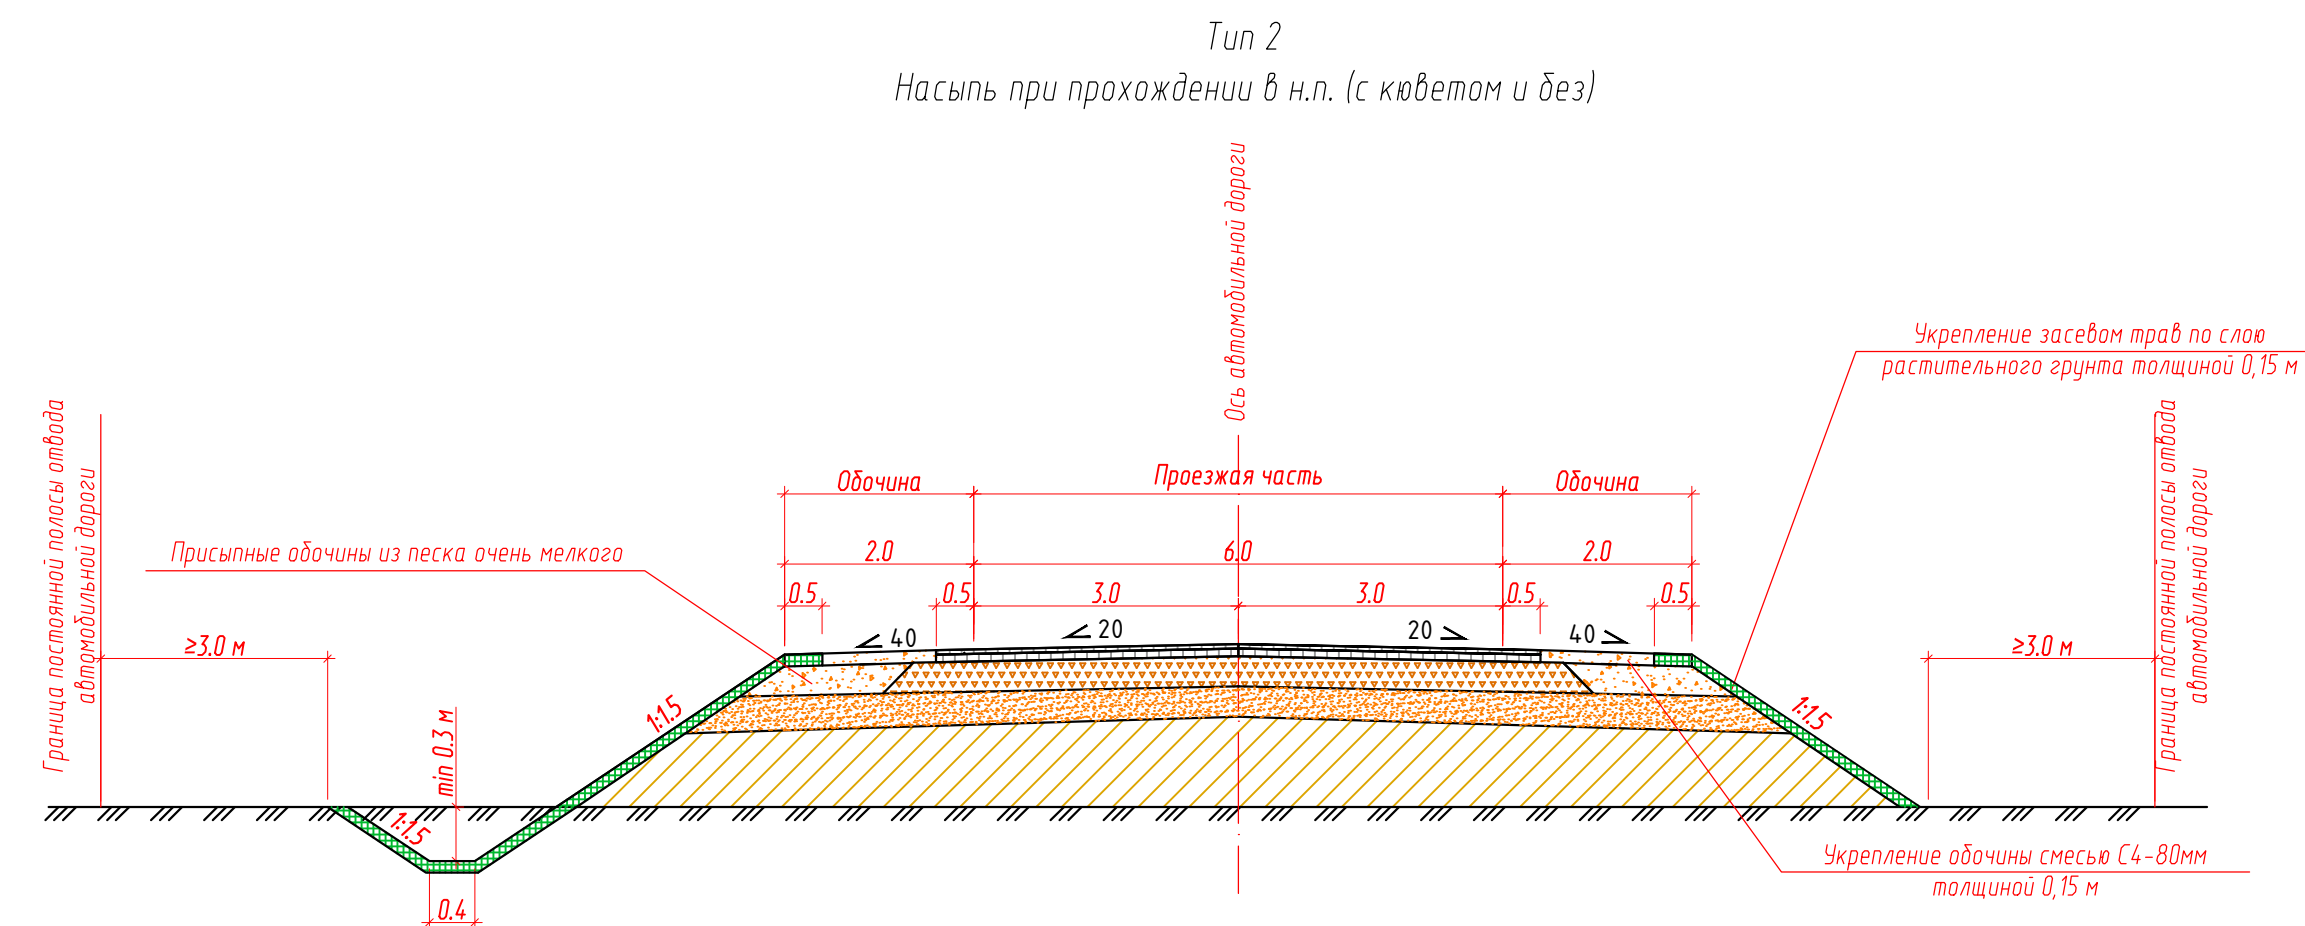 Тип 2
Насыпь при прохождении в н.п. (с кюветом и без)
Ось автомобильной дороги
Укрепление засевом трав по слою
растительного грунта толщиной 0,15 м
Граница постоянной полосы отвода
автомобильной дороги
Граница постоянной полосы отвода
автомобильной дороги
Обочина
Проезжая часть
Обочина
Присыпные обочины из песка очень мелкого
2.0
6.0
2.0
0.5
0.5
3.0
3.0
0.5
0.5
40
20
20
40
≥3.0 м
≥3.0 м
1:1.5
1:1.5
min 0.3 м
1:1.5
0.4
Укрепление обочины смесью С4-80мм
толщиной 0,15 м